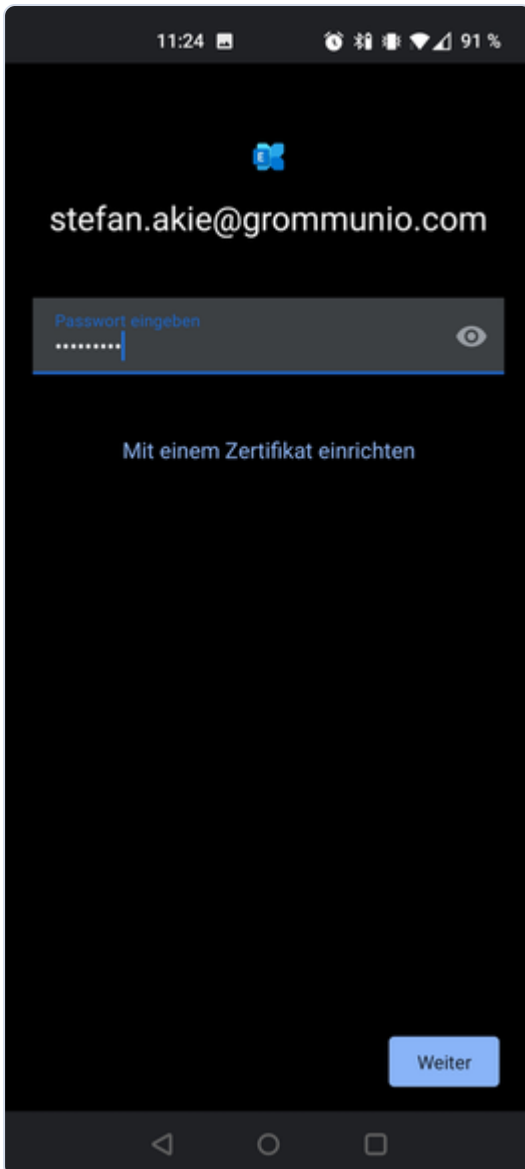 11:24 91 %
E
stefan.akie@grommunio.com
Passwort eingeben
•••••••••
Mit einem Zertifikat einrichten
Weiter